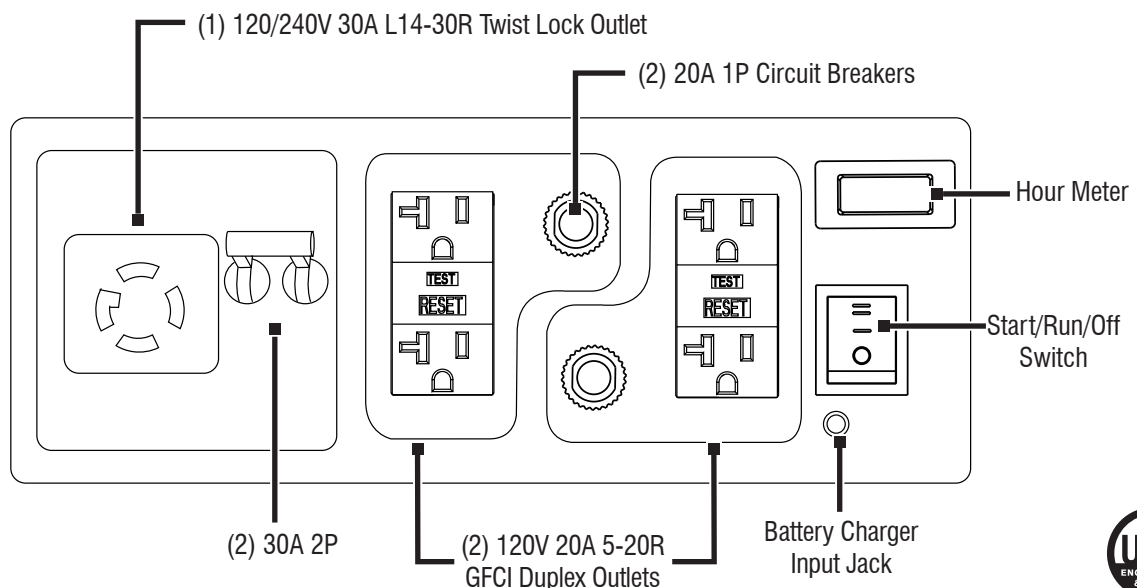 (1) 120/240V 30A L14-30R Twist Lock Outlet
(2) 20A 1P Circuit Breakers
Hour Meter
TEST
RESET
TEST
RESET
Start/Run/Off
Switch
(2) 30A 2P
(2) 120V 20A 5-20R
GFCI Duplex Outlets
Battery Charger
Input Jack